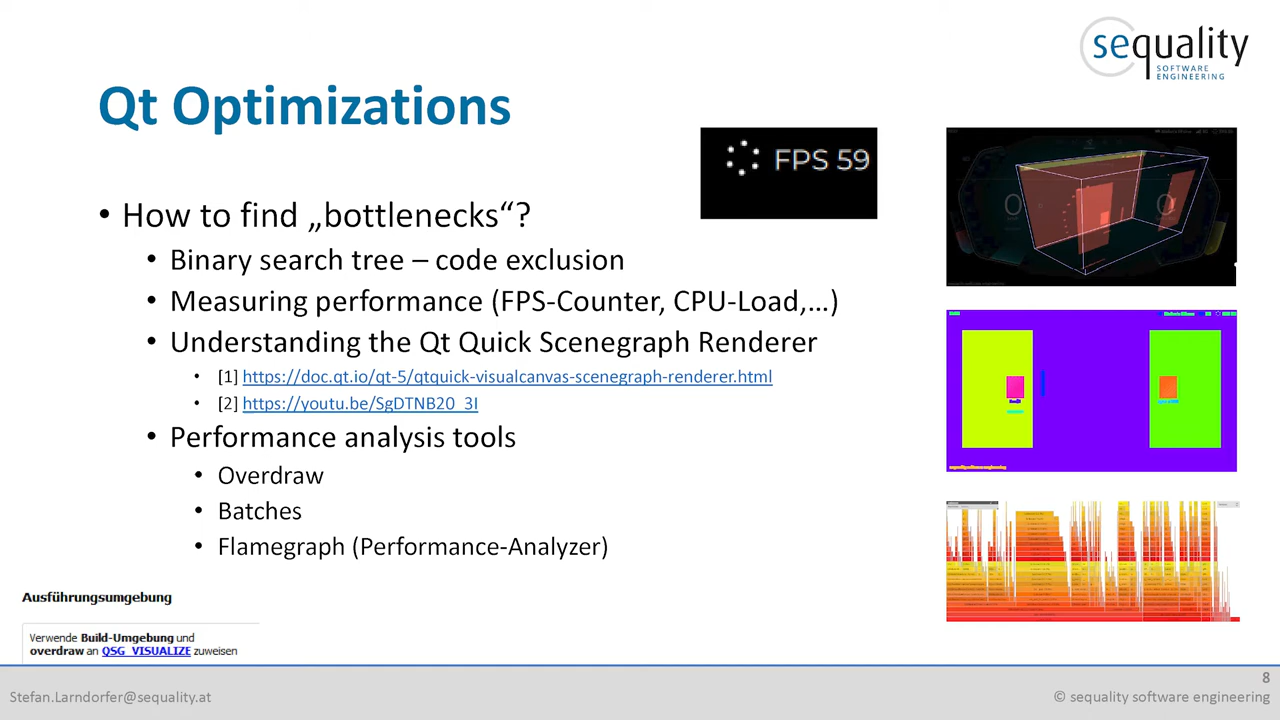 sequality
SOFTWARE
ENGINEERING
Qt Optimizations
FPS 59
• How to find „bottlenecks“?
• Binary search tree – code exclusion
• Measuring performance (FPS-Counter, CPU-Load,…)
• Understanding the Qt Quick Scenegraph Renderer
• [1] https://doc.qt.io/qt-5/qtquick-visualcanvas-scenegraph-renderer.html
• [2] https://youtu.be/SgDTNB20_3I
• Performance analysis tools
• Overdraw
• Batches
• Flamegraph (Performance-Analyzer)
Ausführungsumgebung
Verwende Build-Umgebung und
overdraw an QSG_VISUALIZE zuweisen
8
Stefan.Larndorfer@sequality.at
© sequality software engineering